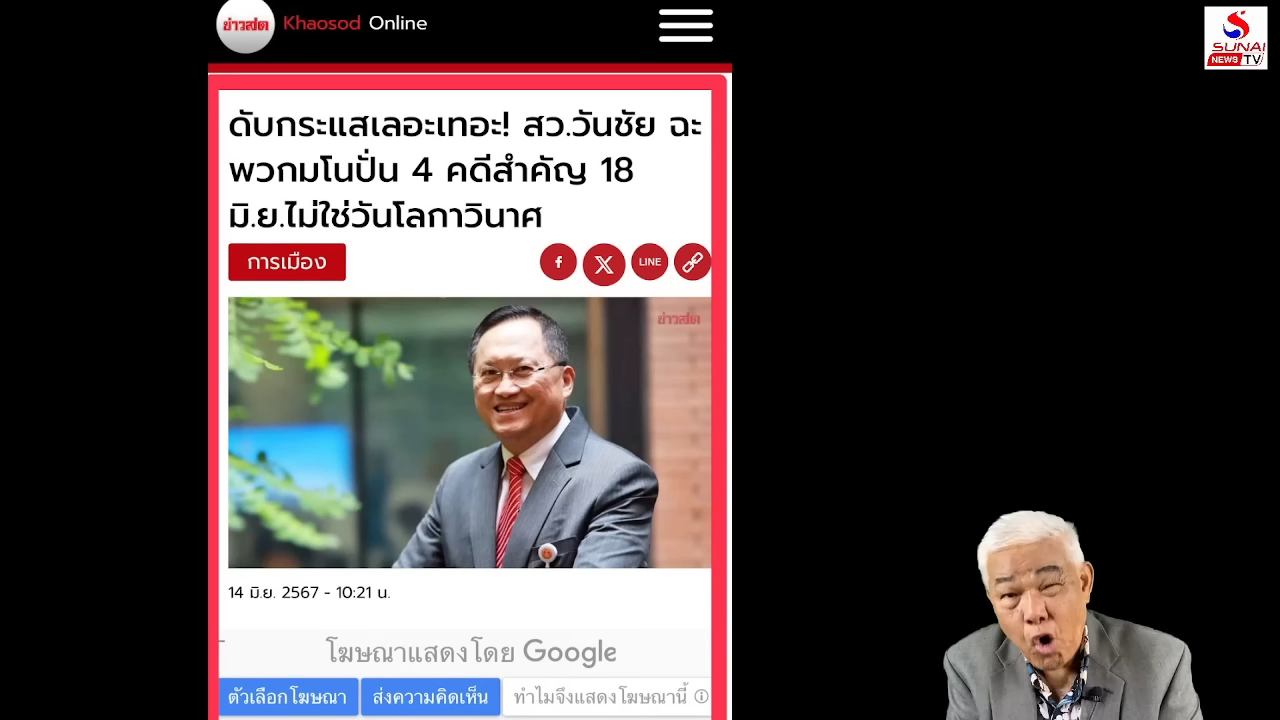 ข่าวสด Khaosod Online
SUNAI
NEWS TV
ดับกระแสเลอะเทอะ! สว.วันชัย ฉะ
พวกมโนปั่น 4 คดีสำคัญ 18
มิ.ย.ไม่ใช่วันโลกาวินาศ
การเมือง
f X LINE
ข่าวสด
14 มิ.ย. 2567 - 10:21 น.
โฆษณาแสดงโดย Google
ตัวเลือกโฆษณา ส่งความคิดเห็น ทำไมจึงแสดงโฆษณานี้